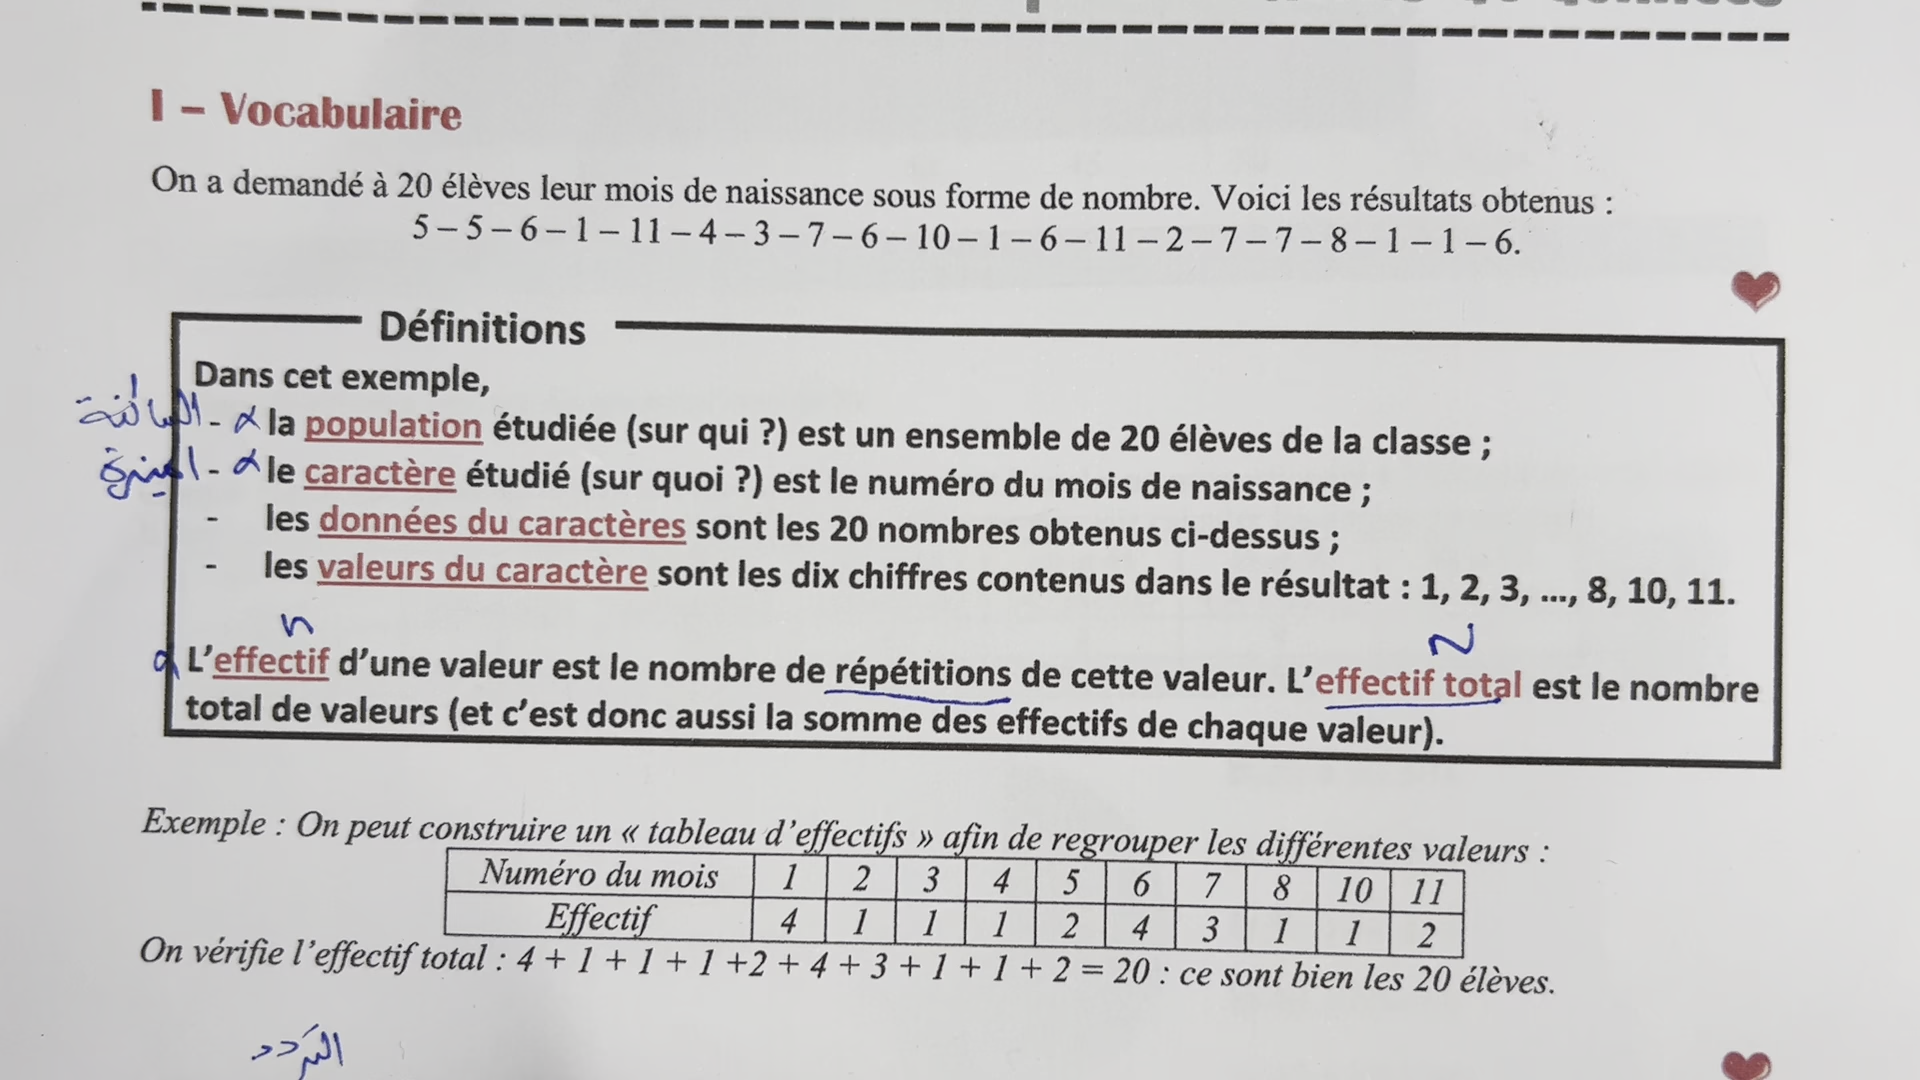 I – Vocabulaire
On a demandé à 20 élèves leur mois de naissance sous forme de nombre. Voici les résultats obtenus :
5 – 5 – 6 – 1 – 11 – 4 – 3 – 7 – 6 – 10 – 1 – 6 – 11 – 2 – 7 – 7 – 8 – 1 – 1 – 6.
Définitions
Dans cet exemple,
- α la population étudiée (sur qui ?) est un ensemble de 20 élèves de la classe ;
الميزة - α le caractère étudié (sur quoi ?) est le numéro du mois de naissance ;
- les données du caractères sont les 20 nombres obtenus ci-dessus ;
- les valeurs du caractère sont les dix chiffres contenus dans le résultat : 1, 2, 3, ..., 8, 10, 11.
n N
α L'effectif d'une valeur est le nombre de répétitions de cette valeur. L'effectif total est le nombre
total de valeurs (et c'est donc aussi la somme des effectifs de chaque valeur).
Exemple : On peut construire un « tableau d'effectifs » afin de regrouper les différentes valeurs :
Numéro du mois 1 2 3 4 5 6 7 8 10 11
Effectif 4 1 1 1 2 4 3 1 1 2
On vérifie l'effectif total : 4 + 1 + 1 + 1 +2 + 4 + 3 + 1 + 1 + 2 = 20 : ce sont bien les 20 élèves.